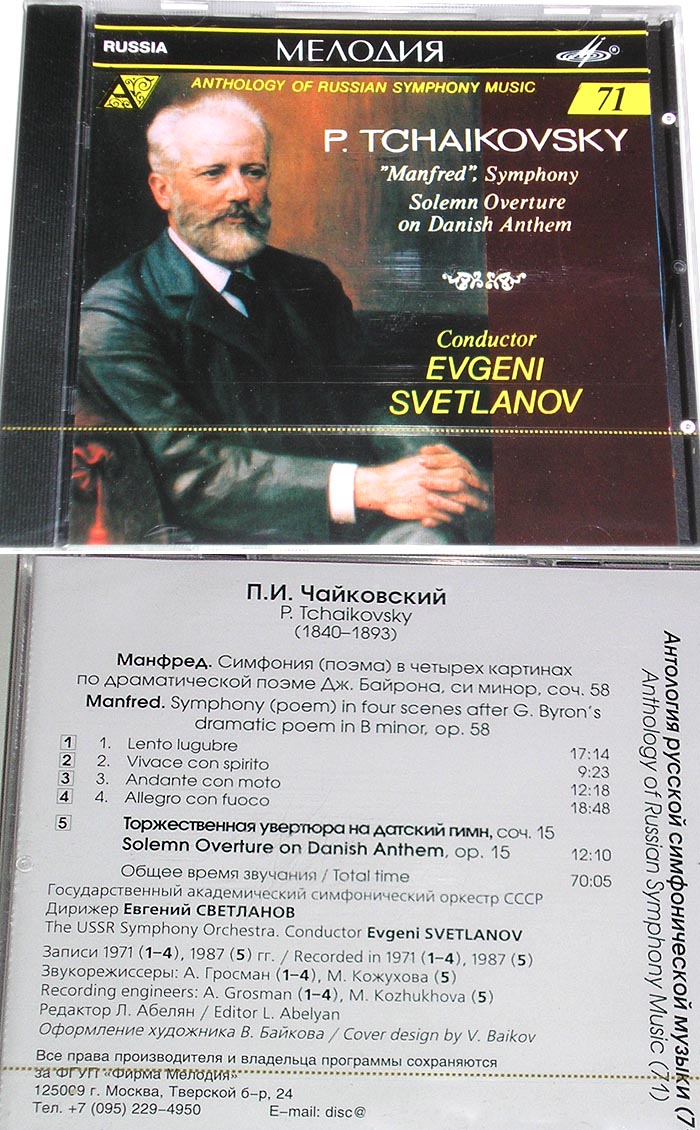 RUSSIA
МЕЛОДИЯ
ANTHOLOGY OF RUSSIAN SYMPHONY MUSIC
71
P. TCHAIKOVSKY
"Manfred", Symphony
Solemn Overture
on Danish Anthem
Conductor
EVGENI
SVETLANOV
П.И. Чайковский
P. Tchaikovsky
(1840–1893)
Манфред. Симфония (поэма) в четырех картинах
по драматической поэме Дж. Байрона, си минор, соч. 58
Manfred. Symphony (poem) in four scenes after G. Byron's
dramatic poem in B minor, op. 58
1 1. Lento lugubre 17:14
2 2. Vivace con spirito 9:23
3 3. Andante con moto 12:18
4 4. Allegro con fuoco 18:48
5 Торжественная увертюра на датский гимн, соч. 15
Solemn Overture on Danish Anthem, op. 15 12:10
Общее время звучания / Total time 70:05
Государственный академический симфонический оркестр СССР
Дирижер Евгений СВЕТЛАНОВ
The USSR Symphony Orchestra. Conductor Evgeni SVETLANOV
Записи 1971 (1–4), 1987 (5) гг. / Recorded in 1971 (1–4), 1987 (5)
Звукорежиссеры: А. Гросман (1–4), М. Кожухова (5)
Recording engineers: A. Grosman (1–4), M. Kozhukhova (5)
Редактор Л. Абелян / Editor L. Abelyan
Оформление художника В. Байкова / Cover design by V. Baikov
Все права производителя и владельца программы сохраняются
за ФГУП «Фирма Мелодия»
125009 г. Москва, Тверской б-р, 24
Тел. +7 (095) 229-4950 E-mail: disc@
Антология русской симфонической музыки (7
Anthology of Russian Symphony Music (71)